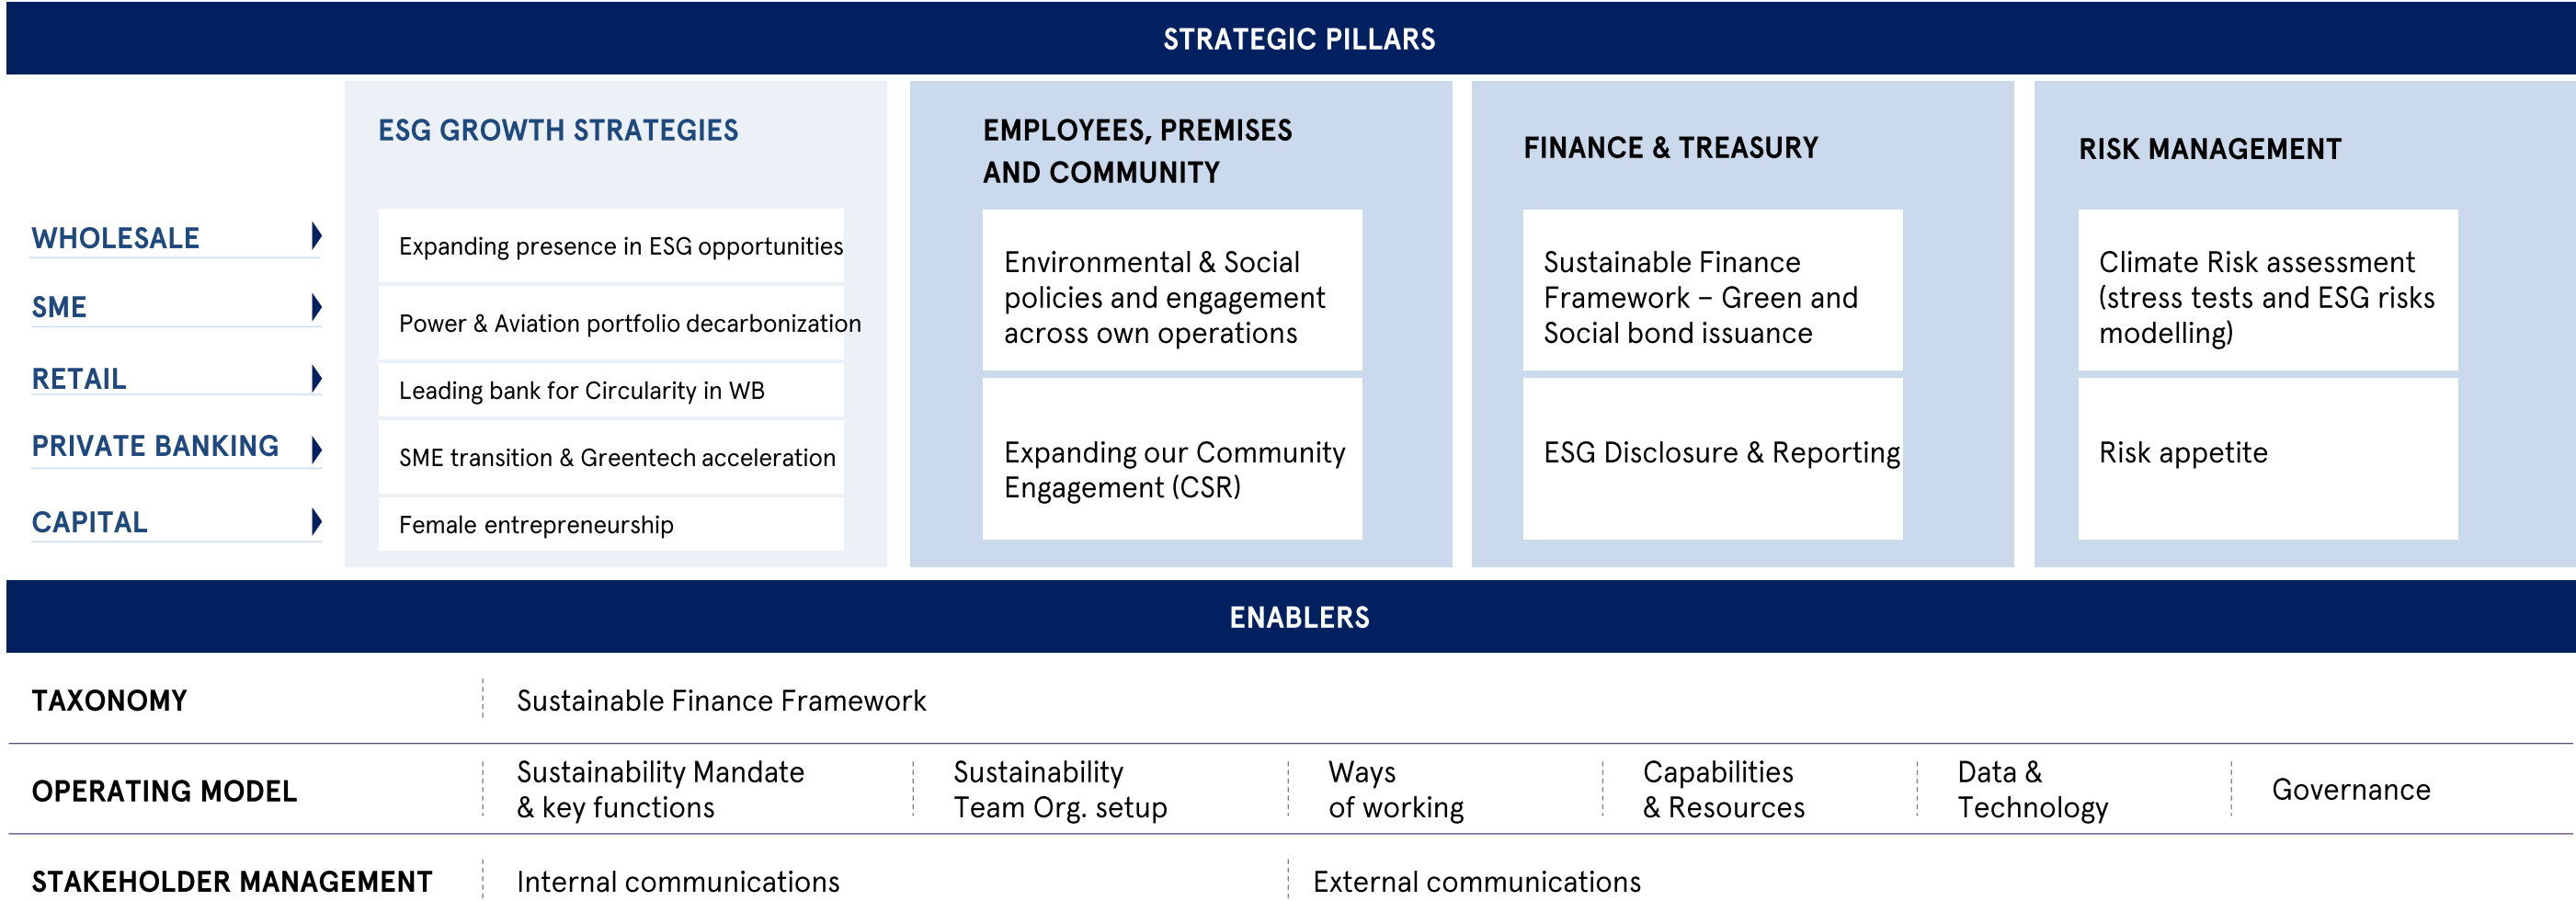 STRATEGIC PILLARS
ESG GROWTH STRATEGIES
EMPLOYEES, PREMISES
AND COMMUNITY
FINANCE & TREASURY
RISK MANAGEMENT
WHOLESALE
SME
RETAIL
PRIVATE BANKING
CAPITAL
Expanding presence in ESG opportunities
Power & Aviation portfolio decarbonization
Leading bank for Circularity in WB
SME transition & Greentech acceleration
Female entrepreneurship
Environmental & Social
policies and engagement
across own operations
Expanding our Community
Engagement (CSR)
Sustainable Finance
Framework – Green and
Social bond issuance
ESG Disclosure & Reporting
Climate Risk assessment
(stress tests and ESG risks
modelling)
Risk appetite
ENABLERS
TAXONOMY
Sustainable Finance Framework
OPERATING MODEL
Sustainability Mandate
& key functions
Sustainability
Team Org. setup
Ways
of working
Capabilities
& Resources
Data &
Technology
Governance
STAKEHOLDER MANAGEMENT
Internal communications
External communications